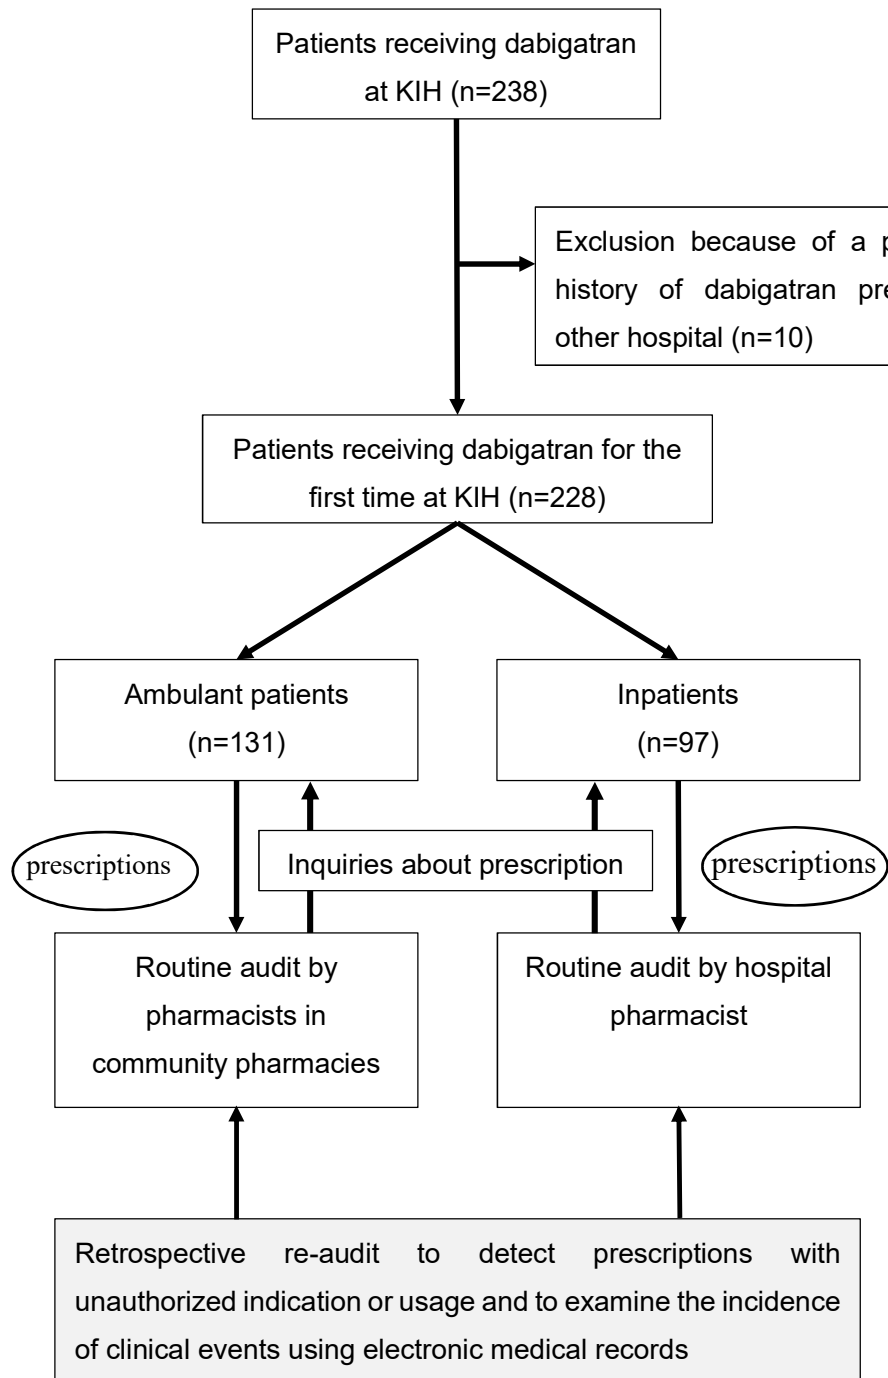 Patients receiving dabigatran
at KIH (n=238)
Exclusion because of a
history of dabigatran
other hospital (n=10)
Patients receiving dabigatran for the
first time at KIH (n=228)
Ambulant patients
(n=131)
Inpatients
(n=97)
prescriptions
Inquiries about prescription
prescriptions
Routine audit by
pharmacists in
community pharmacies
Routine audit by hospital
pharmacist
Retrospective re-audit to detect prescriptions with
unauthorized indication or usage and to examine the incidence
of clinical events using electronic medical records